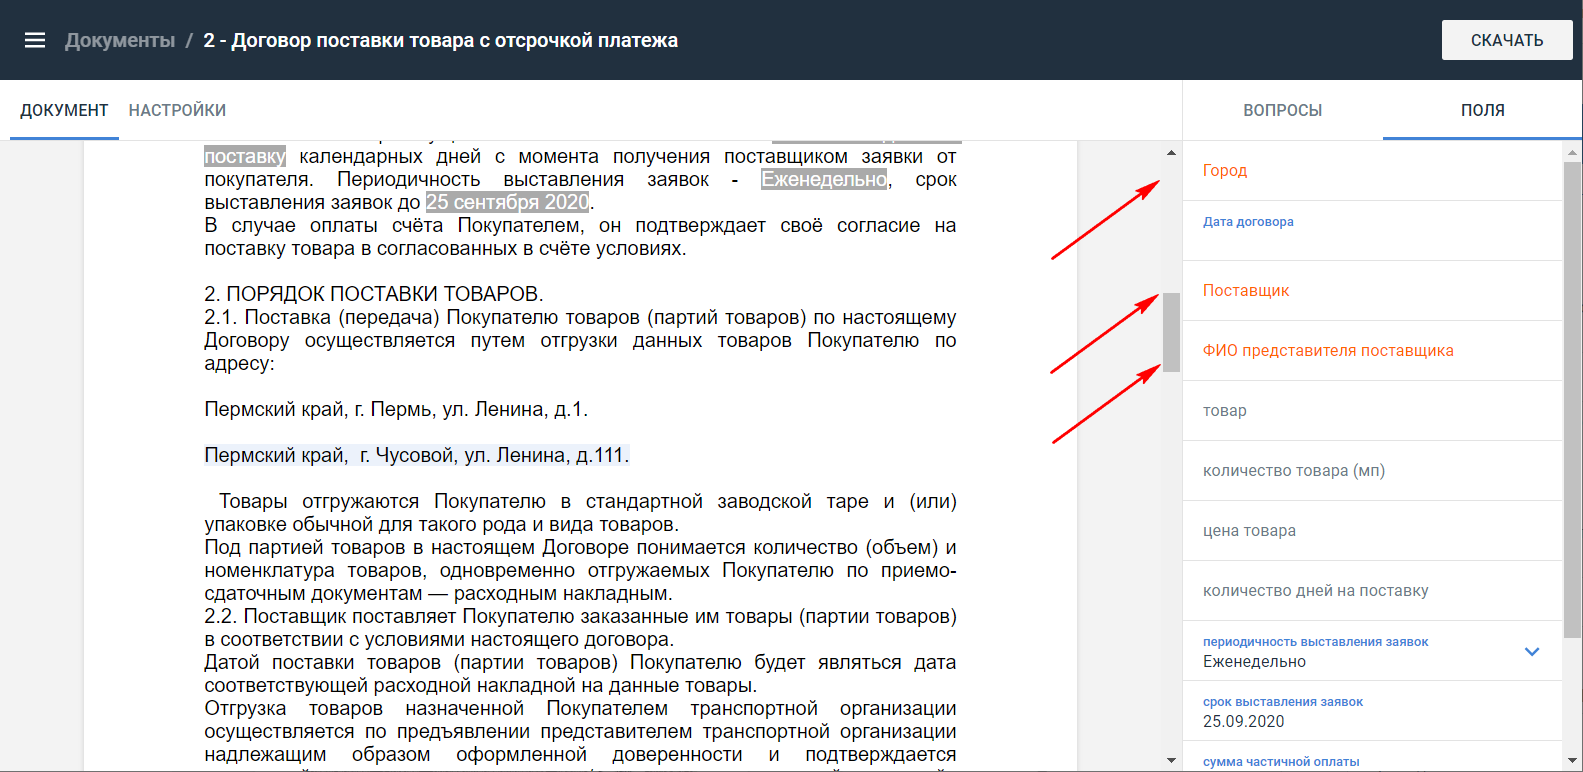 Документы / 2 - Договор поставки товара с отсрочкой платежа
СКАЧАТЬ
ДОКУМЕНТ НАСТРОЙКИ
ВОПРОСЫ ПОЛЯ
поставку календарных дней с момента получения поставщиком заявки от
покупателя. Периодичность выставления заявок - Еженедельно, срок
выставления заявок до 25 сентября 2020.
В случае оплаты счёта Покупателем, он подтверждает своё согласие на
поставку товара в согласованных в счёте условиях.
2. ПОРЯДОК ПОСТАВКИ ТОВАРОВ.
2.1. Поставка (передача) Покупателю товаров (партий товаров) по настоящему
Договору осуществляется путем отгрузки данных товаров Покупателю по
адресу:
Пермский край, г. Пермь, ул. Ленина, д.1.
Пермский край,  г. Чусовой, ул. Ленина, д.111.
Товары отгружаются Покупателю в стандартной заводской таре и (или)
упаковке обычной для такого рода и вида товаров.
Под партией товаров в настоящем Договоре понимается количество (объем) и
номенклатура товаров, одновременно отгружаемых Покупателю по приемо-
сдаточным документам — расходным накладным.
2.2. Поставщик поставляет Покупателю заказанные им товары (партии товаров)
в соответствии с условиями настоящего договора.
Датой поставки товаров (партии товаров) Покупателю будет являться дата
соответствующей расходной накладной на данные товары.
Отгрузка товаров назначенной Покупателем транспортной организации
осуществляется по предъявлении представителем транспортной организации
надлежащим образом оформленной доверенности и подтверждается
Город
Дата договора
Поставщик
ФИО представителя поставщика
товар
количество товара (мп)
цена товара
количество дней на поставку
периодичность выставления заявок
Еженедельно
срок выставления заявок
25.09.2020
сумма частичной оплаты